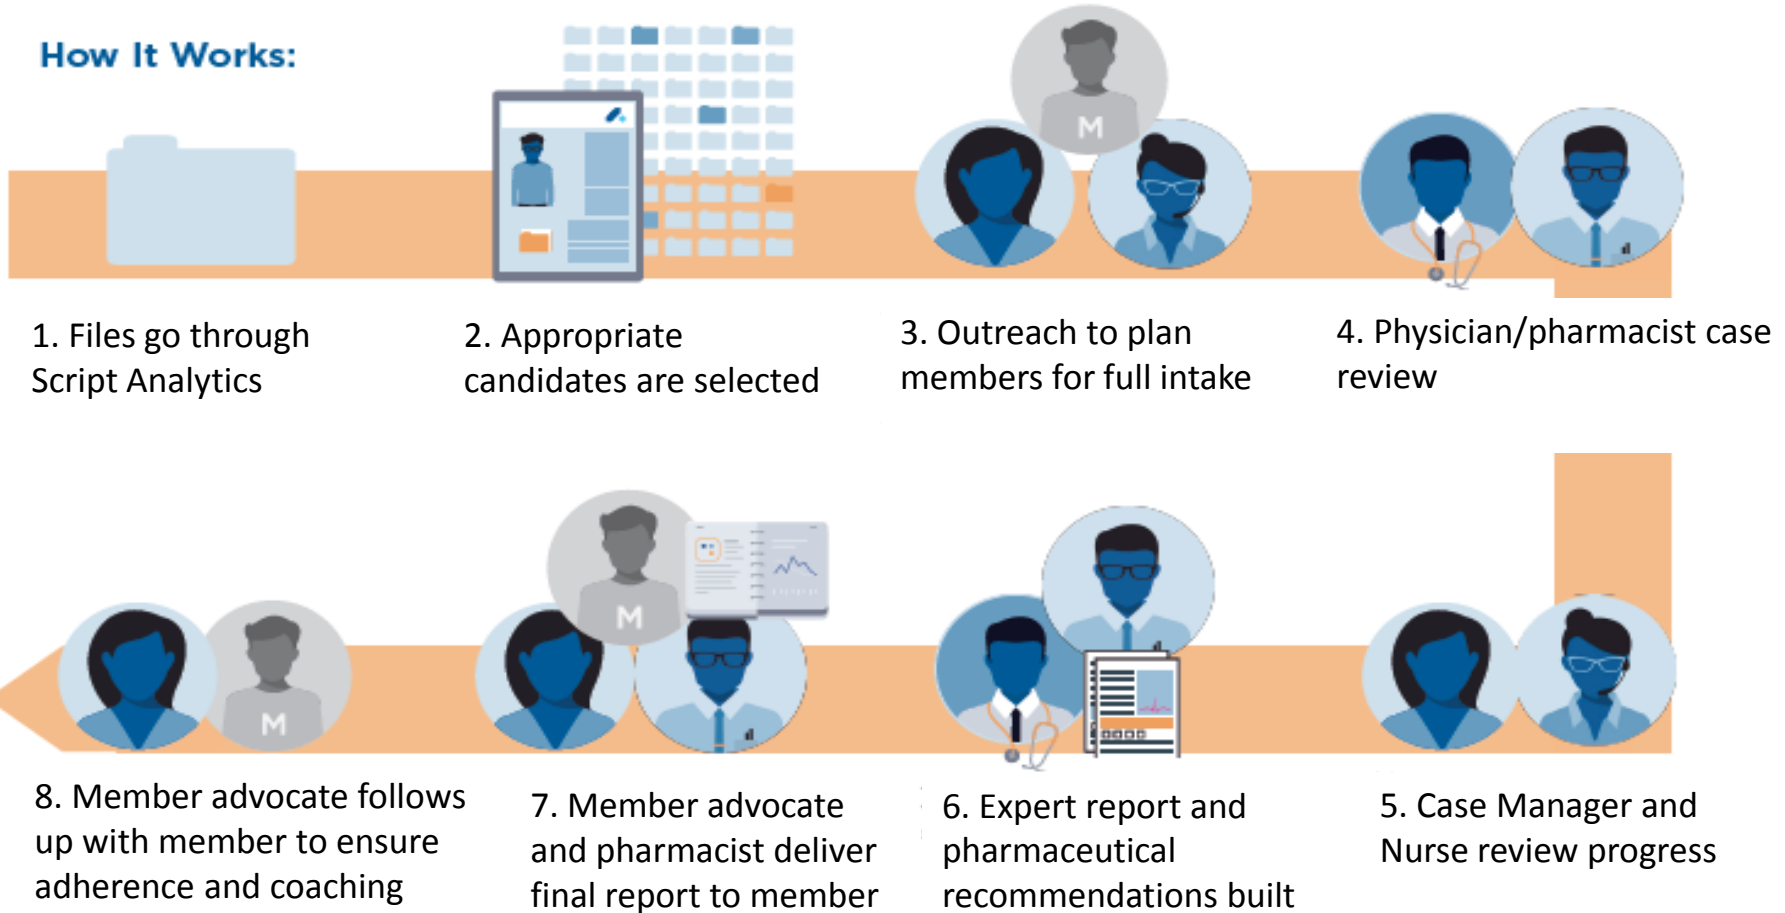 How It Works:
M
1. Files go through
Script Analytics
2. Appropriate
candidates are selected
3. Outreach to plan
members for full intake
4. Physician/pharmacist case
review
M
M
8. Member advocate follows
up with member to ensure
adherence and coaching
7. Member advocate
and pharmacist deliver
final report to member
6. Expert report and
pharmaceutical
recommendations built
5. Case Manager and
Nurse review progress